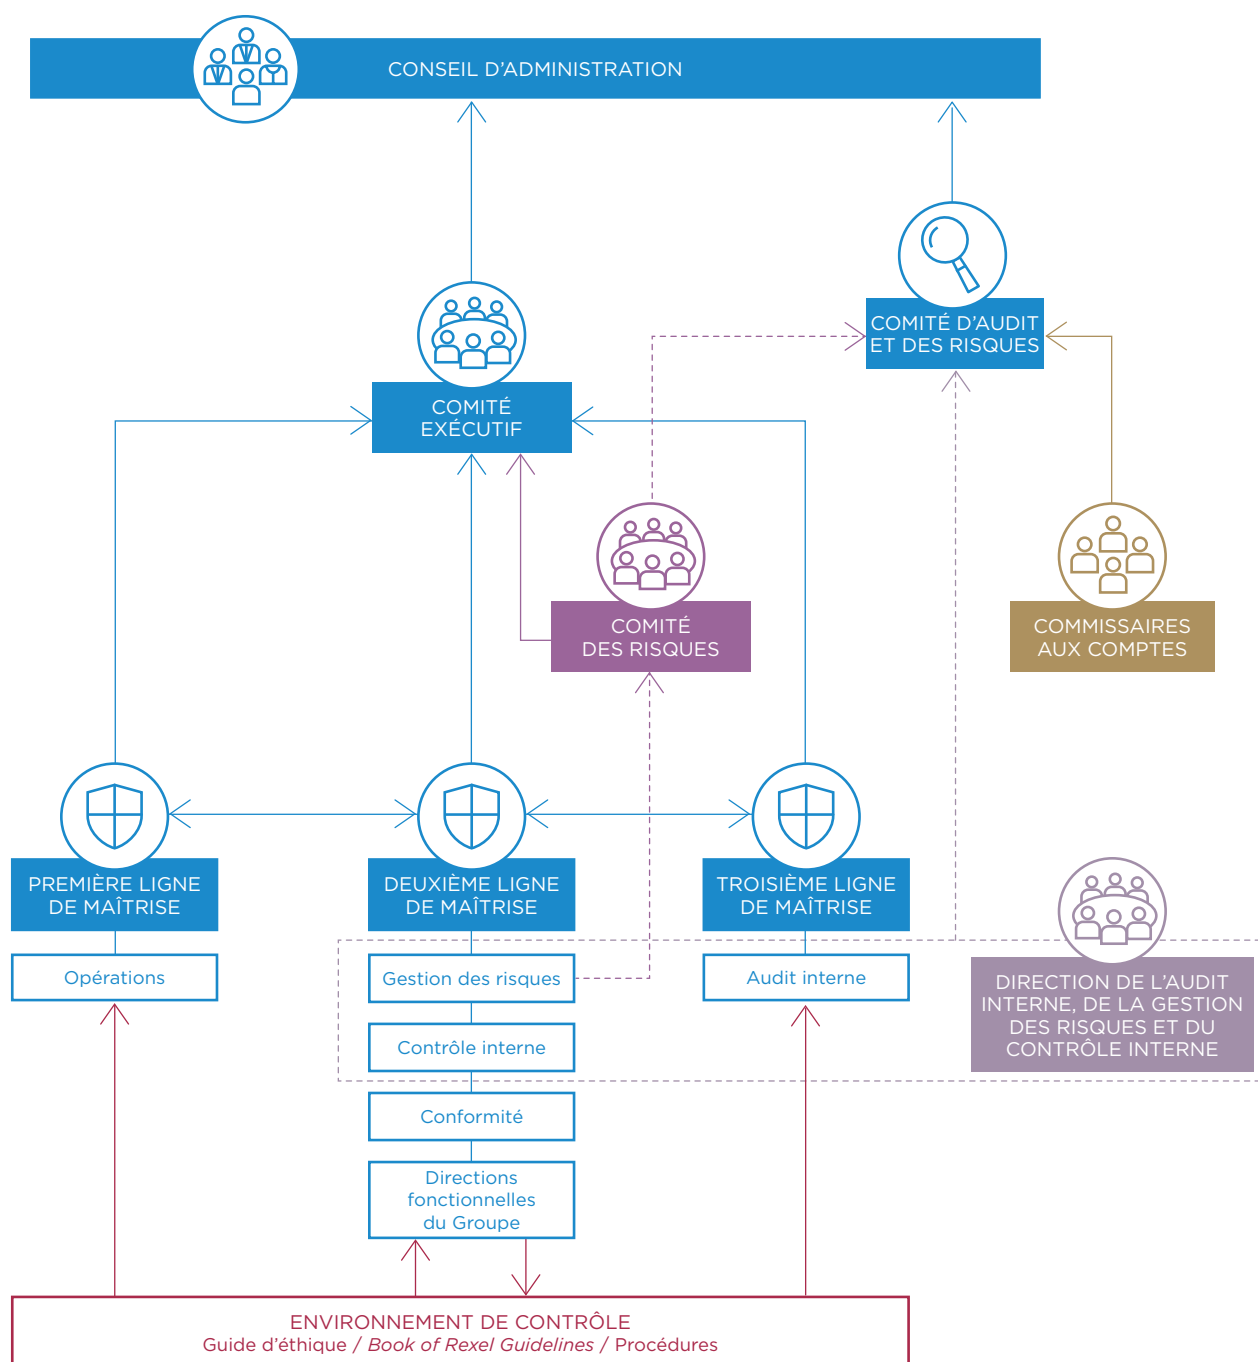 CONSEIL D'ADMINISTRATION
COMITÉ D'AUDIT
ET DES RISQUES
COMITÉ
EXÉCUTIF
COMITÉ
DES RISQUES
COMMISSAIRES
AUX COMPTES
PREMIÈRE LIGNE
DE MAÎTRISE
DEUXIÈME LIGNE
DE MAÎTRISE
TROISIÈME LIGNE
DE MAÎTRISE
Opérations
Gestion des risques
Audit interne
DIRECTION DE L'AUDIT
INTERNE, DE LA GESTION
DES RISQUES ET DU
CONTRÔLE INTERNE
Contrôle interne
Conformité
Directions
fonctionnelles
du Groupe
ENVIRONNEMENT DE CONTRÔLE
Guide d'éthique / Book of Rexel Guidelines / Procédures